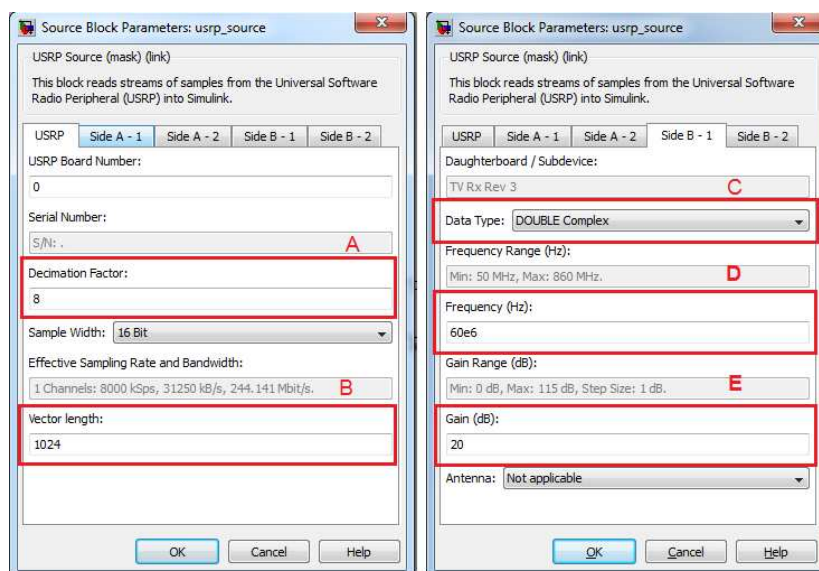 Source Block Parameters: usrp_source
USRP Source (mask) (link)
This block reads streams of samples from the Universal Software
Radio Peripheral (USRP) into Simulink.
USRP
Side A - 1
Side A - 2
Side B - 1
Side B - 2
USRP Board Number:
0
Serial Number:
S/N: .
A
Decimation Factor:
8
Sample Width: 16 Bit
Effective Sampling Rate and Bandwidth:
1 Channels: 8000 kSps, 31250 kB/s, 244.141 Mbit/s.
B
Vector length:
1024
OK
Cancel
Help
Source Block Parameters: usrp_source
USRP Source (mask) (link)
This block reads streams of samples from the Universal Software
Radio Peripheral (USRP) into Simulink.
USRP
Side A - 1
Side A - 2
Side B - 1
Side B - 2
Daughterboard / Subdevice:
TV Rx Rev 3
C
Data Type: DOUBLE Complex
Frequency Range (Hz):
Min: 50 MHz, Max: 860 MHz.
D
Frequency (Hz):
60e6
Gain Range (dB):
Min: 0 dB, Max: 115 dB, Step Size: 1 dB.
E
Gain (dB):
20
Antenna: Not applicable
OK
Cancel
Help